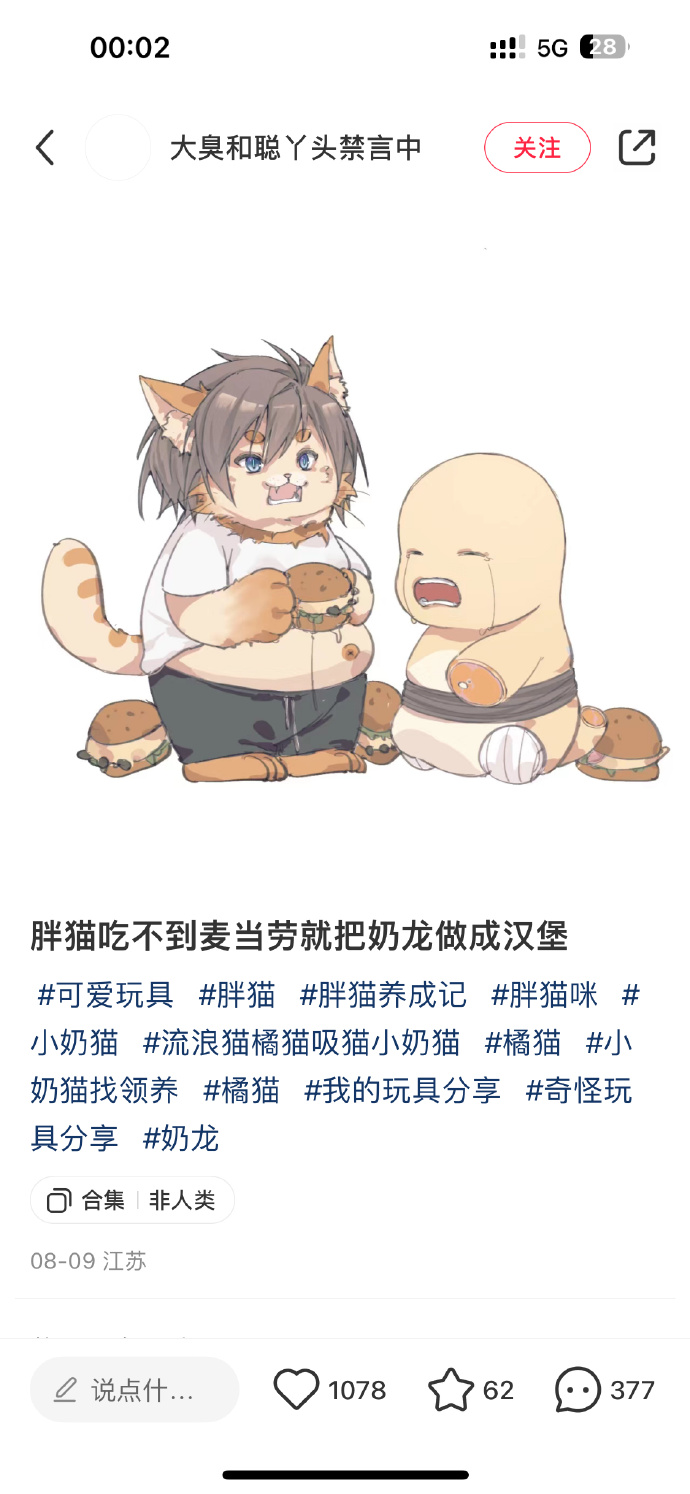 00:02
5G 28
大臭和聪丫头禁言中 关注
胖猫吃不到麦当劳就把奶龙做成汉堡
#可爱玩具 #胖猫 #胖猫养成记 #胖猫咪 #
小奶猫 #流浪猫橘猫吸猫小奶猫 #橘猫 #小
奶猫找领养 #橘猫 #我的玩具分享 #奇怪玩
具分享 #奶龙
合集 非人类
08-09 江苏
说点什... 1078 62 377